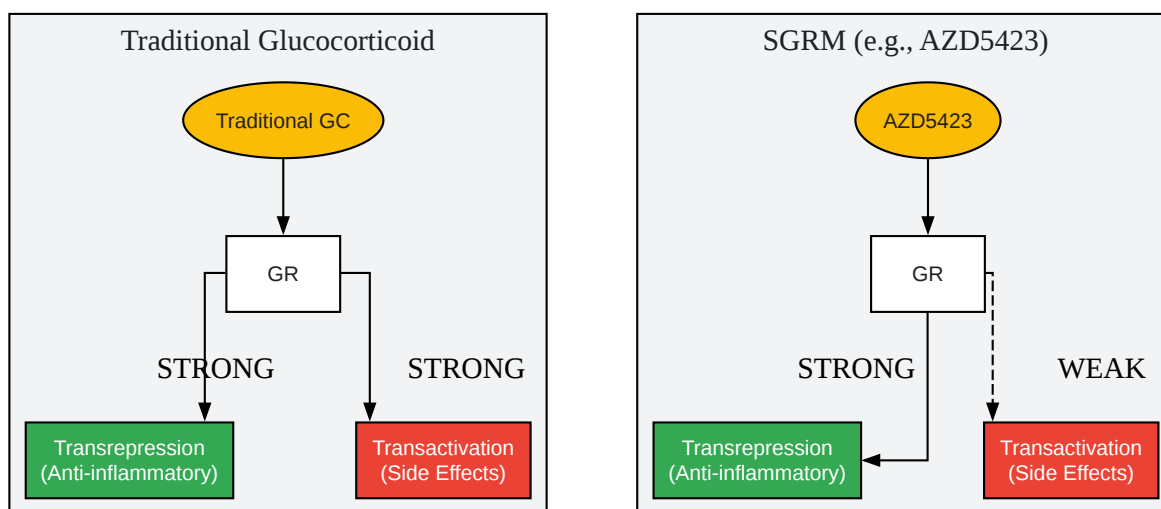 Traditional Glucocorticoid
Traditional GC
GR
STRONG
STRONG
Transrepression
(Anti-inflammatory)
Transactivation
(Side Effects)
SGRM (e.g., AZD5423)
AZD5423
GR
STRONG
WEAK
Transrepression
(Anti-inflammatory)
Transactivation
(Side Effects)